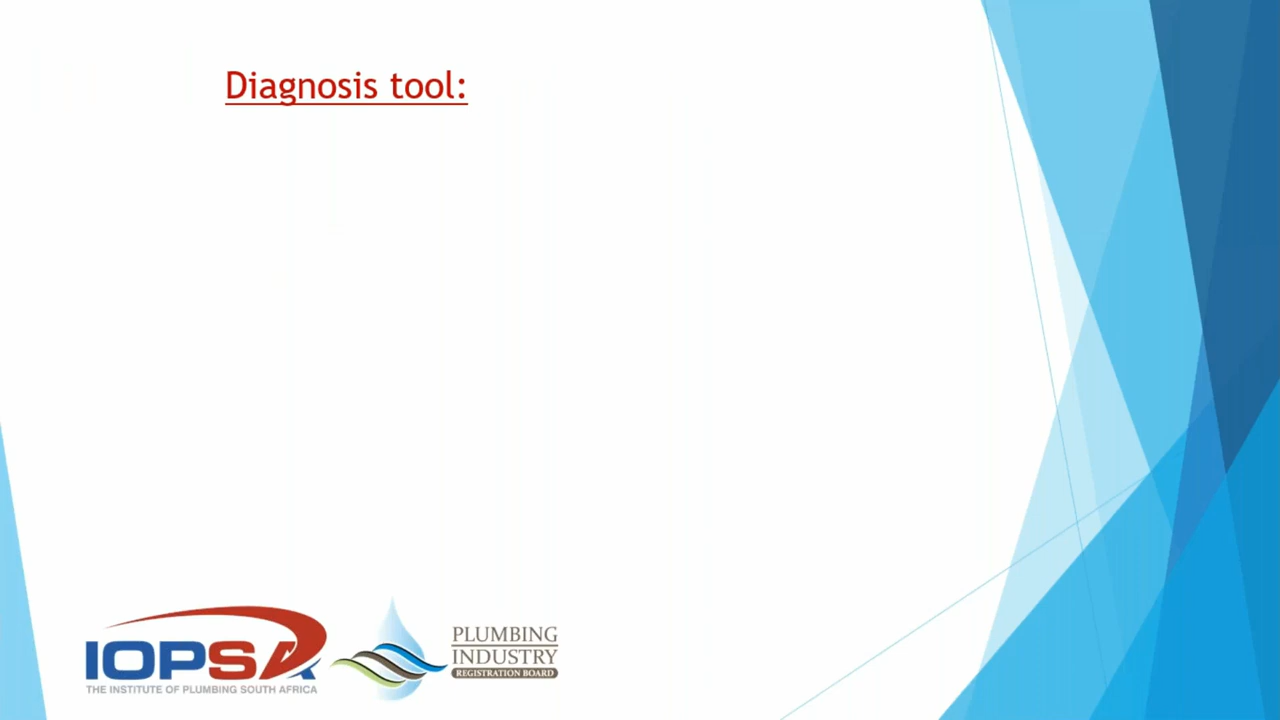 Diagnosis tool:
IOPSA
THE INSTITUTE OF PLUMBING SOUTH AFRICA
PLUMBING
INDUSTRY
REGISTRATION BOARD